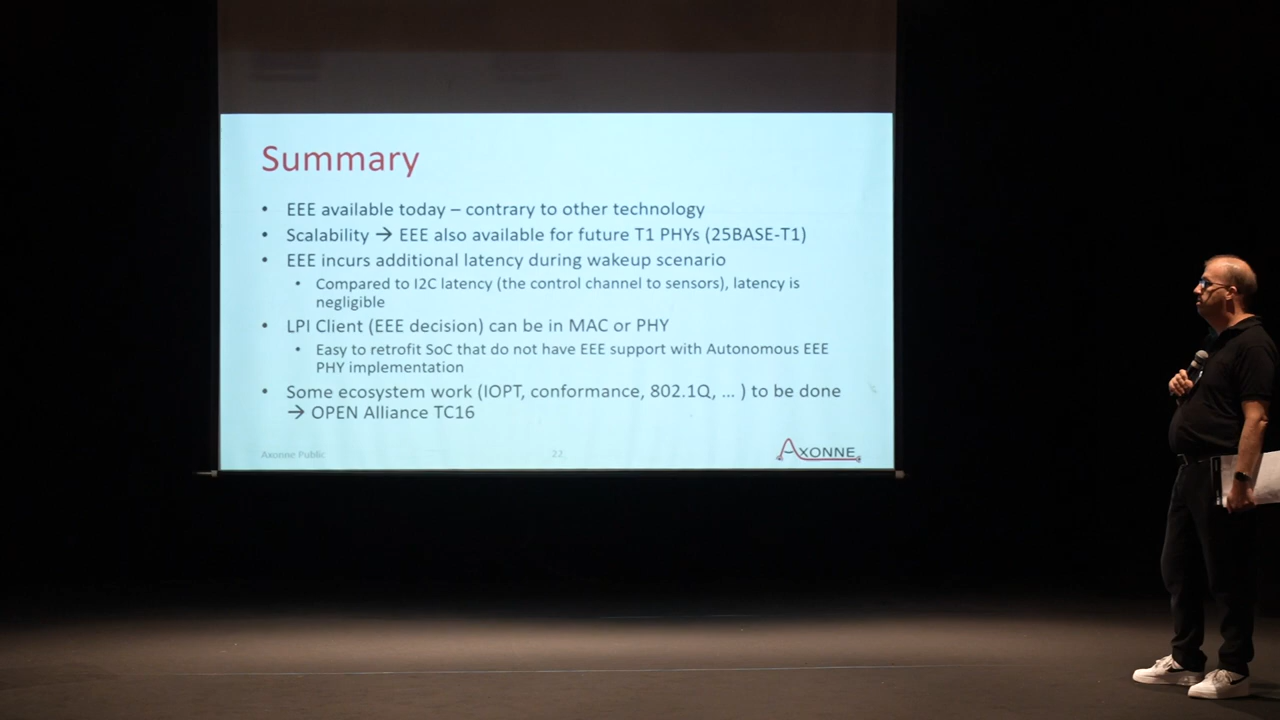 Summary
• EEE available today – contrary to other technology
• Scalability → EEE also available for future T1 PHYs (25BASE-T1)
• EEE incurs additional latency during wakeup scenario
• Compared to I2C latency (the control channel to sensors), latency is
negligible
• LPI Client (EEE decision) can be in MAC or PHY
• Easy to retrofit SoC that do not have EEE support with Autonomous EEE
PHY implementation
• Some ecosystem work (IOPT, conformance, 802.1Q, ... ) to be done
→ OPEN Alliance TC16
Axonne Public
22
AXONNE